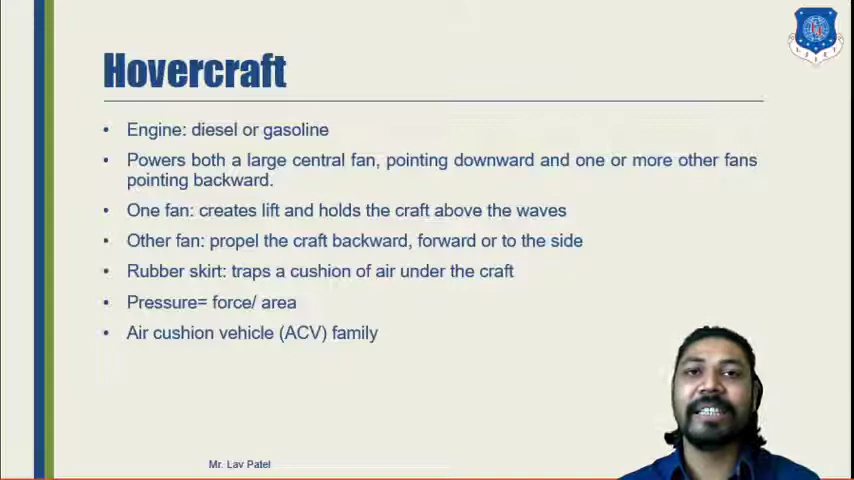 Hovercraft
• Engine: diesel or gasoline
• Powers both a large central fan, pointing downward and one or more other fans
pointing backward.
• One fan: creates lift and holds the craft above the waves
• Other fan: propel the craft backward, forward or to the side
• Rubber skirt: traps a cushion of air under the craft
• Pressure= force/ area
• Air cushion vehicle (ACV) family
Mr. Lav Patel